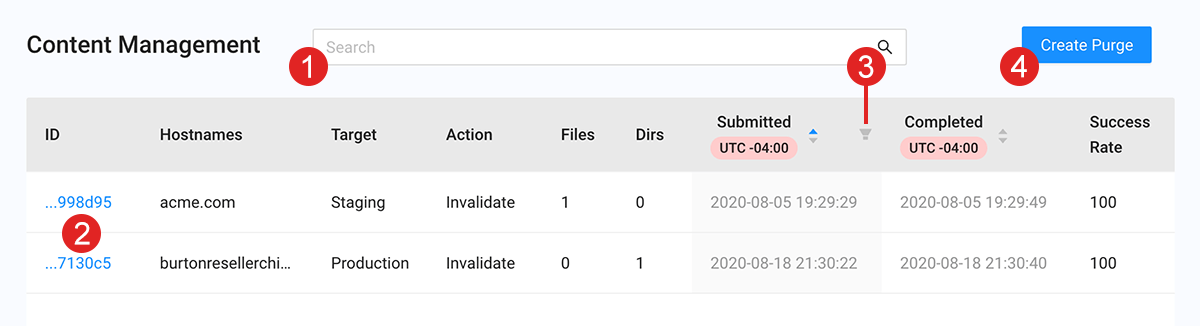 Content Management
Search
Create Purge
1
3
4
ID Hostnames Target Action Files Dirs Submitted UTC -04:00 Completed UTC -04:00 Success Rate
...998d95 acme.com Staging Invalidate 1 0 2020-08-05 19:29:29 2020-08-05 19:29:49 100
2
...7130c5 burtonresellerchi... Production Invalidate 0 1 2020-08-18 21:30:22 2020-08-18 21:30:40 100